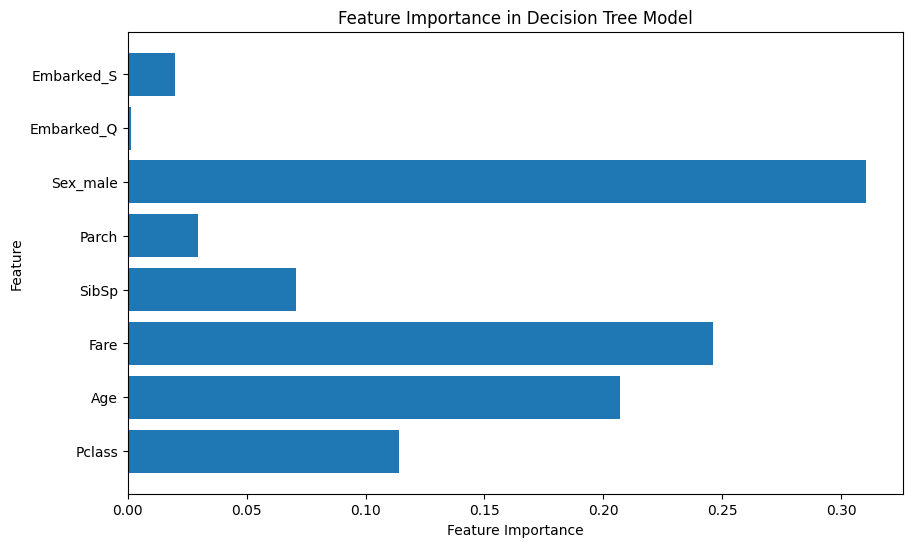 Feature Importance in Decision Tree Model
Embarked_S
Embarked_Q
Sex_male
Parch
SibSp
Fare
Age
Pclass
Feature
0.00 0.05 0.10 0.15 0.20 0.25 0.30
Feature Importance